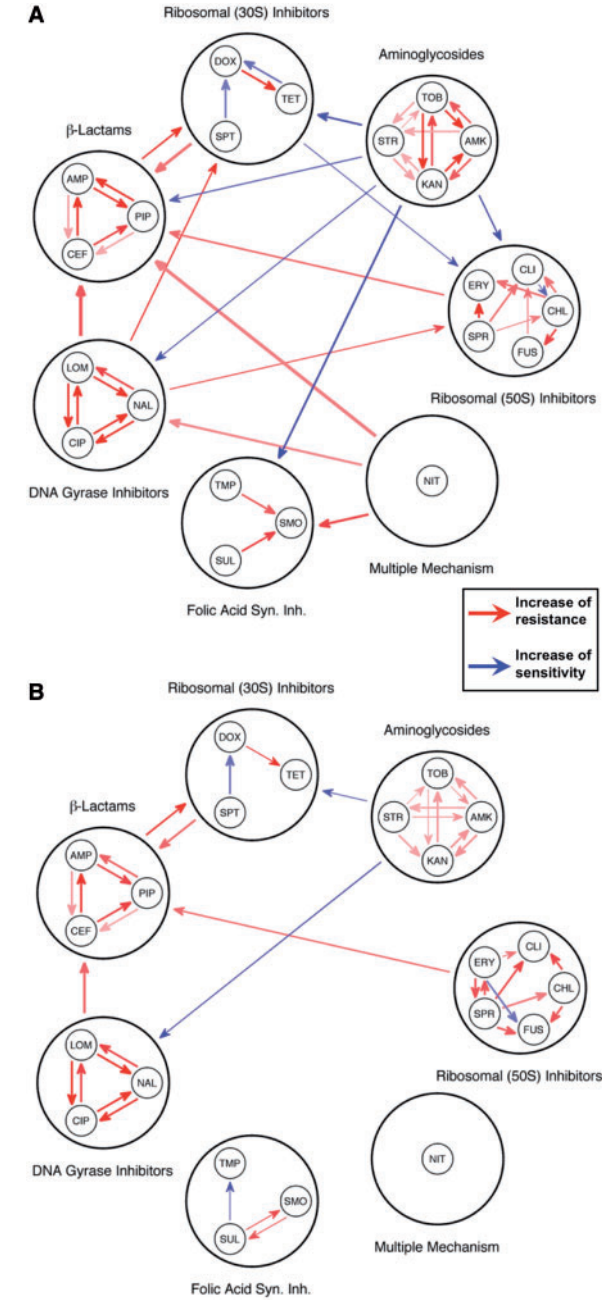 A
Ribosomal (30S) Inhibitors
DOX
TET
SPT
Aminoglycosides
TOB
STR
AMK
KAN
β-Lactams
AMP
PIP
CEF
ERY
CLI
CHL
SPR
FUS
Ribosomal (50S) Inhibitors
LOM
NAL
CIP
DNA Gyrase Inhibitors
TMP
SMO
SUL
Folic Acid Syn. Inh.
NIT
Multiple Mechanism
Increase of
resistance
Increase of
sensitivity
B
Ribosomal (30S) Inhibitors
DOX
TET
SPT
Aminoglycosides
TOB
STR
AMK
KAN
β-Lactams
AMP
PIP
CEF
ERY
CLI
CHL
SPR
FUS
Ribosomal (50S) Inhibitors
LOM
NAL
CIP
DNA Gyrase Inhibitors
TMP
SMO
SUL
Folic Acid Syn. Inh.
NIT
Multiple Mechanism